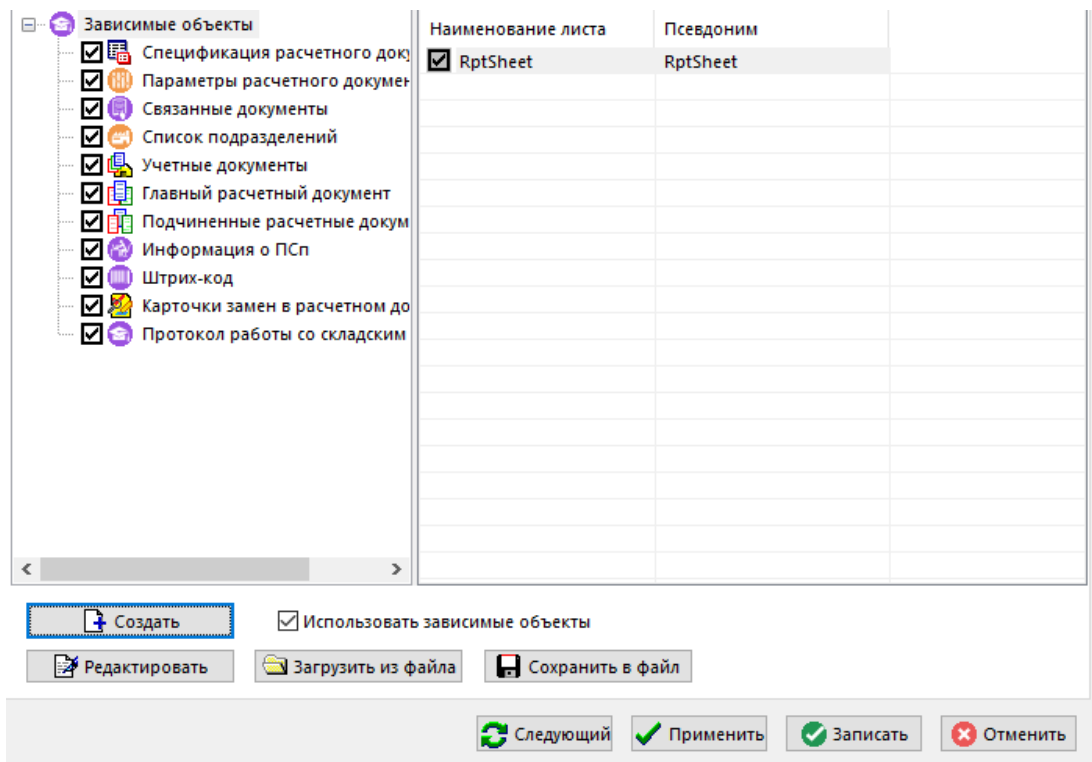 Зависимые объекты
Спецификация расчетного доку
Параметры расчетного докумен
Связанные документы
Список подразделений
Учетные документы
Главный расчетный документ
Подчиненные расчетные докум
Информация о ПСп
Штрих-код
Карточки замен в расчетном до
Протокол работы со складским
Наименование листа Псевдоним
RptSheet RptSheet
Создать Использовать зависимые объекты
Редактировать Загрузить из файла Сохранить в файл
Следующий Применить Записать Отменить